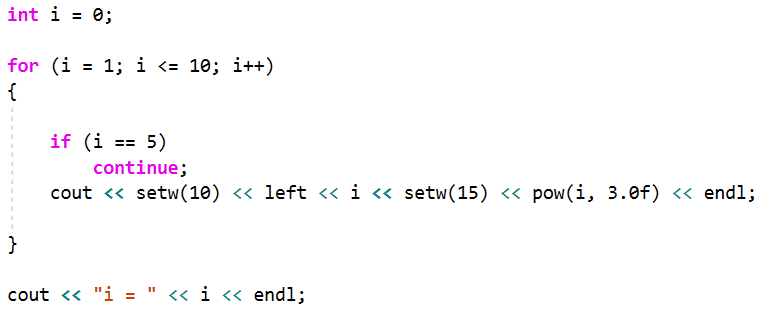 int i = 0;
for (i = 1; i <= 10; i++)
{
if (i == 5)
continue;
cout << setw(10) << left << i << setw(15) << pow(i, 3.0f) << endl;
}
cout << "i = " << i << endl;